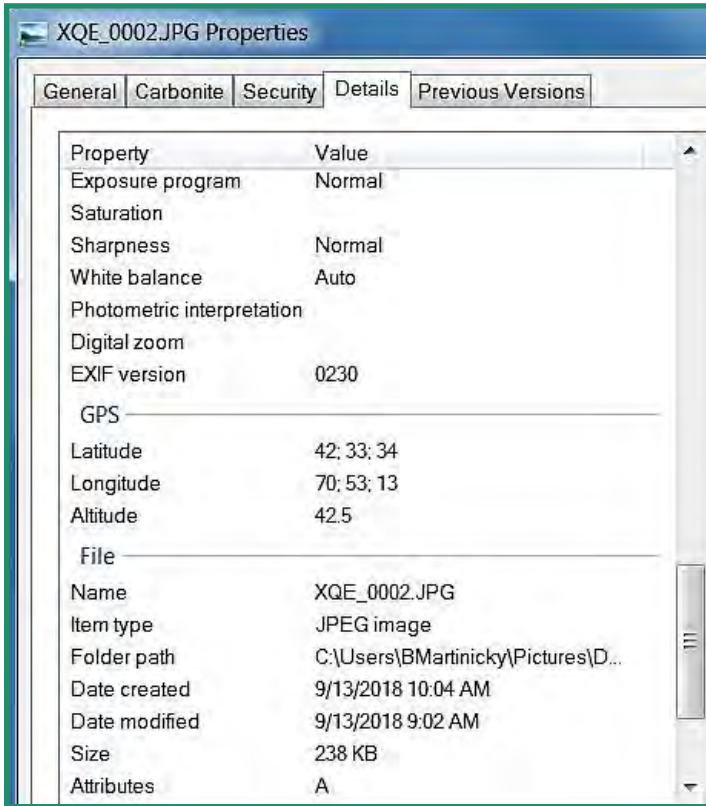 XQE_0002.JPG Properties
General Carbonite Security Details Previous Versions
Property Value
Exposure program Normal
Saturation
Sharpness Normal
White balance Auto
Photometric interpretation
Digital zoom
EXIF version 0230
GPS
Latitude 42; 33; 34
Longitude 70; 53; 13
Altitude 42.5
File
Name XQE_0002.JPG
Item type JPEG image
Folder path C:\Users\BMartinicky\Pictures\D...
Date created 9/13/2018 10:04 AM
Date modified 9/13/2018 9:02 AM
Size 238 KB
Attributes A